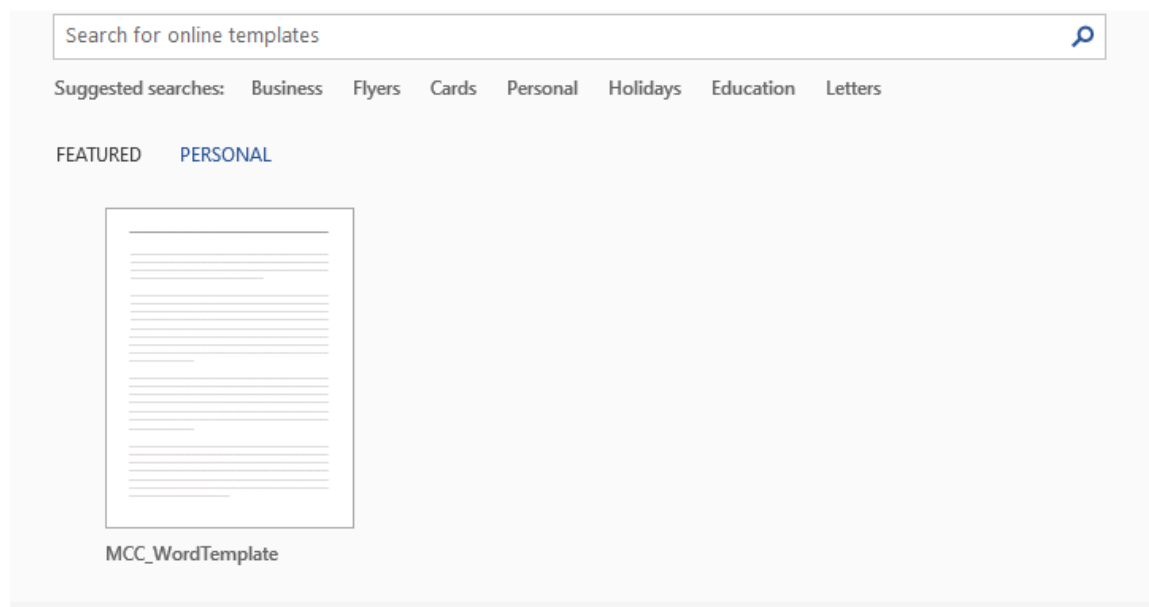 Search for online templates
Suggested searches: Business Flyers Cards Personal Holidays Education Letters
FEATURED PERSONAL
MCC_WordTemplate